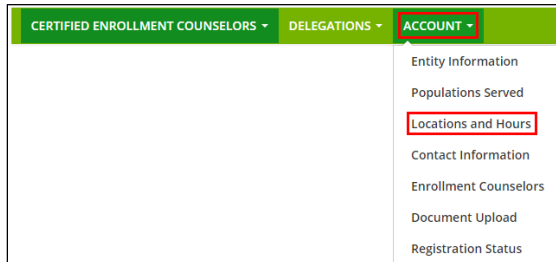 CERTIFIED ENROLLMENT COUNSELORS DELEGATIONS ACCOUNT
Entity Information
Populations Served
Locations and Hours
Contact Information
Enrollment Counselors
Document Upload
Registration Status